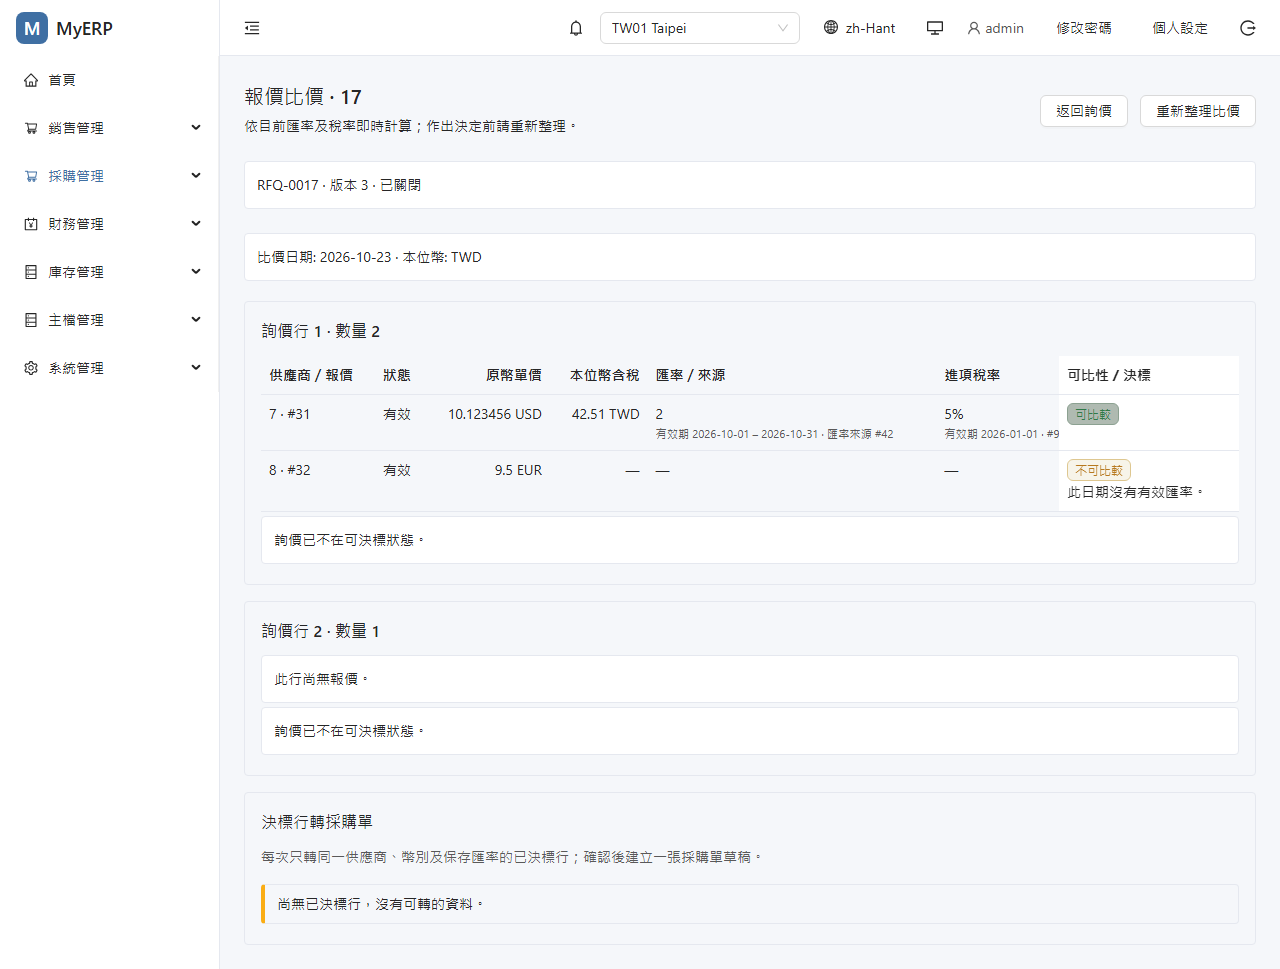 M MyERP
TW01 Taipei
zh-Hant
admin
修改密碼
個人設定
首頁
銷售管理
採購管理
財務管理
庫存管理
主檔管理
系統管理
報價比價 · 17
依目前匯率及稅率即時計算；作出決定前請重新整理。
返回詢價
重新整理比價
RFQ-0017 · 版本 3 · 已關閉
比價日期: 2026-10-23 · 本位幣: TWD
詢價行 1 · 數量 2
供應商 / 報價 狀態 原幣單價 本位幣含稅 匯率 / 來源 進項稅率 可比性 / 決標
7 · #31 有效 10.123456 USD 42.51 TWD 2 5% 可比較
有效期 2026-10-01 – 2026-10-31 · 匯率來源 #42 有效期 2026-01-01 · #9
8 · #32 有效 9.5 EUR — — — 不可比較
此日期沒有有效匯率。
詢價已不在可決標狀態。
詢價行 2 · 數量 1
此行尚無報價。
詢價已不在可決標狀態。
決標行轉採購單
每次只轉同一供應商、幣別及保存匯率的已決標行；確認後建立一張採購單草稿。
尚無已決標行，沒有可轉的資料。